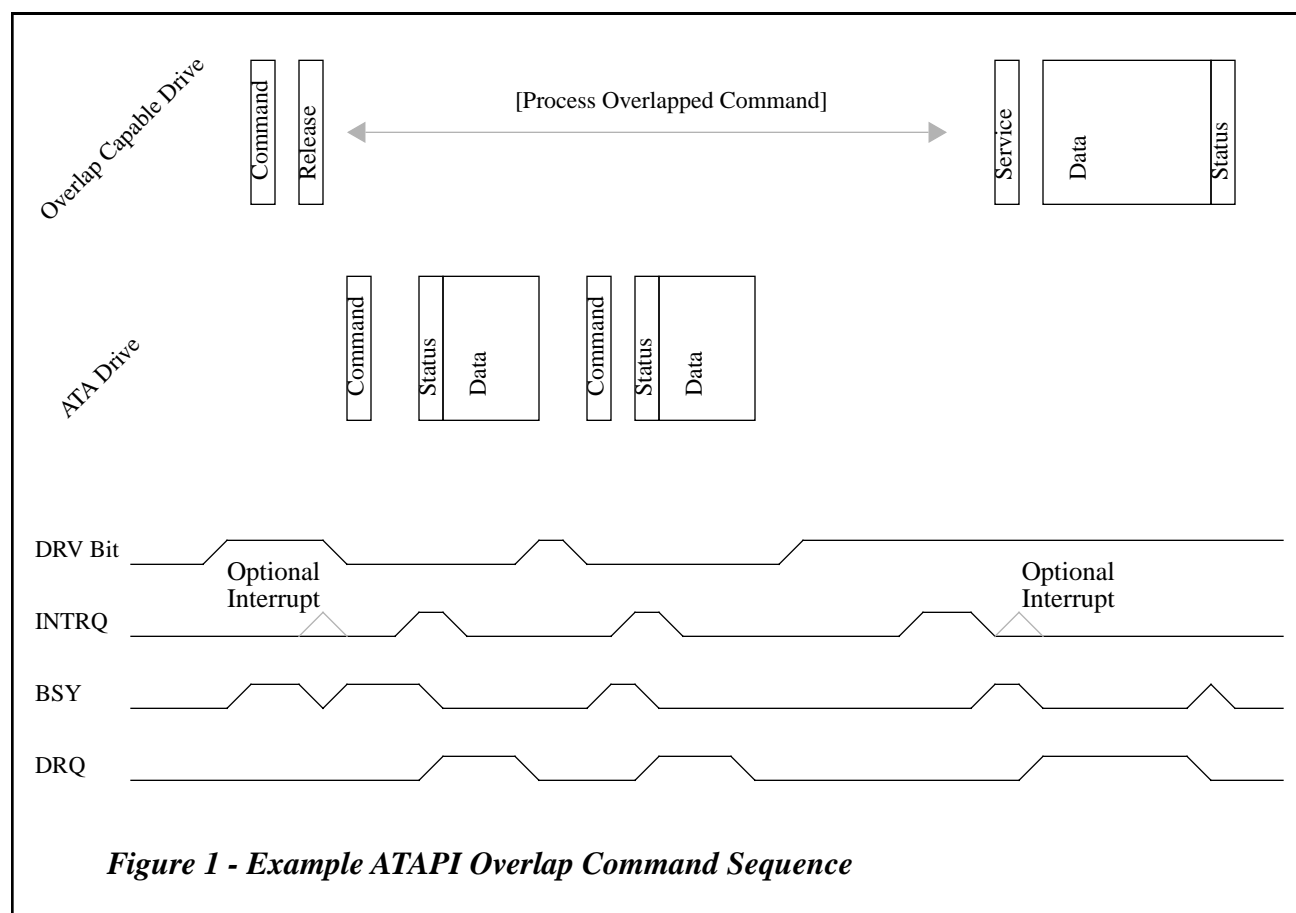 Overlap Capable Drive
Command
Release
[Process Overlapped Command]
Service
Data
Status
ATA Drive
Command
Status
Data
Command
Status
Data
DRV Bit
Optional
Interrupt
Optional
Interrupt
INTRQ
BSY
DRQ
Figure 1 - Example ATAPI Overlap Command Sequence